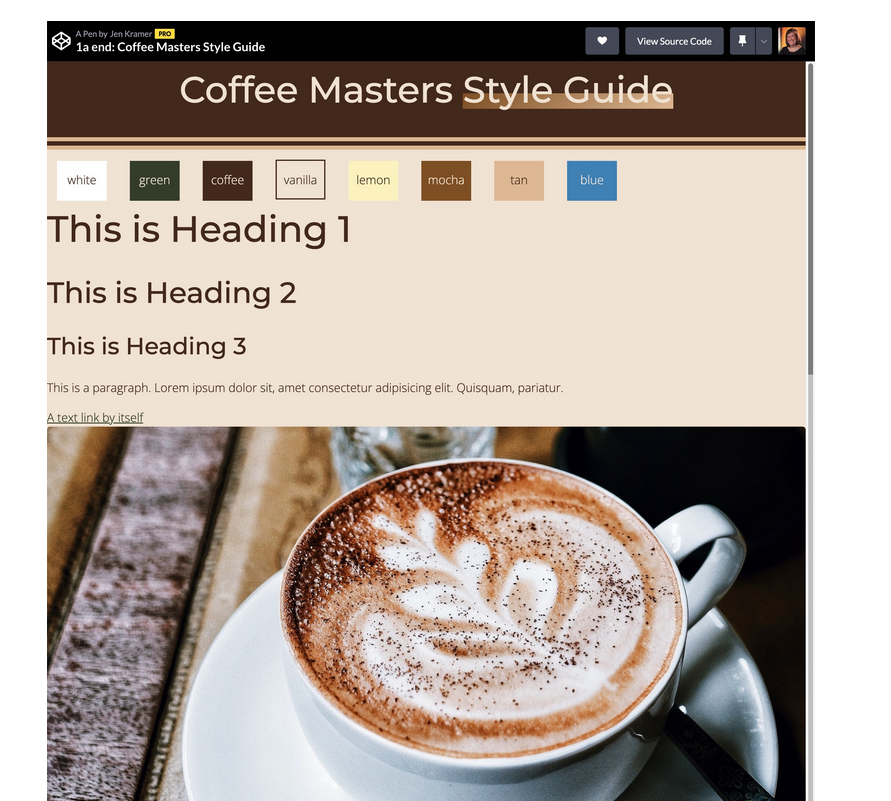 A Pen by Jen Kramer PRO
1a end: Coffee Masters Style Guide
View Source Code
Coffee Masters Style Guide
white green coffee vanilla lemon mocha tan blue
This is Heading 1
This is Heading 2
This is Heading 3
This is a paragraph. Lorem ipsum dolor sit, amet consectetur adipisicing elit. Quisquam, pariatur.
A text link by itself